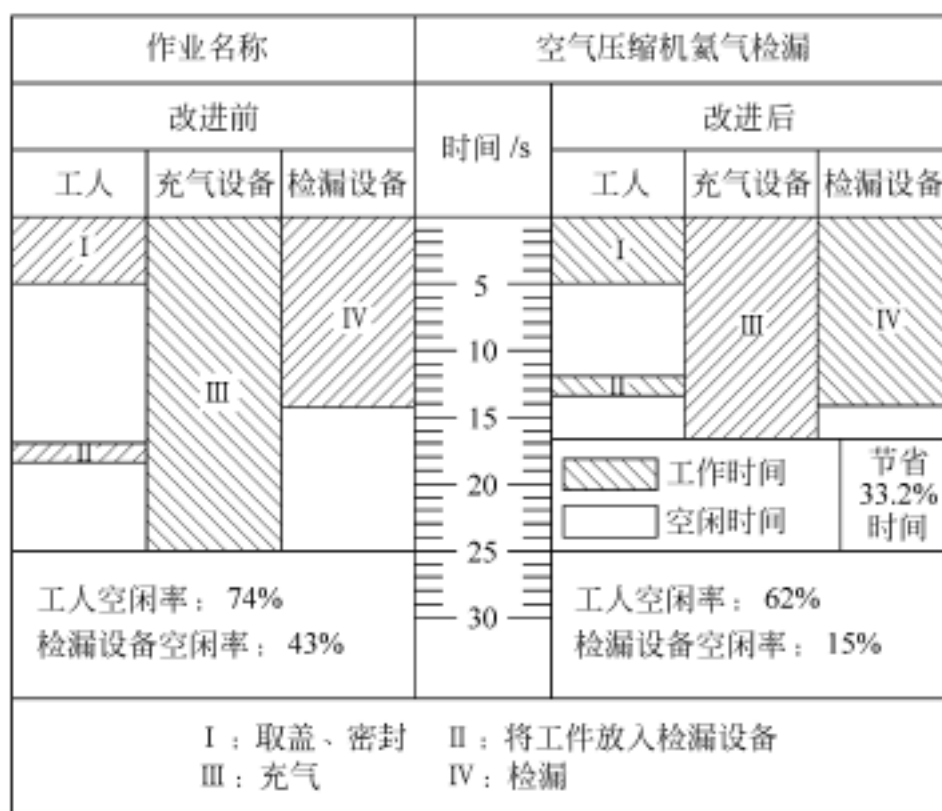 作业名称
空气压缩机氦气检漏
改进前
时间 /s
改进后
工人
充气设备
检漏设备
工人
充气设备
检漏设备
I
III
IV
II
5
10
15
20
25
30
I
III
IV
II
工作时间
空闲时间
节省
33.2%
时间
工人空闲率：74%
检漏设备空闲率：43%
工人空闲率：62%
检漏设备空闲率：15%
I：取盖、密封 II：将工件放入检漏设备
III：充气 IV：检漏